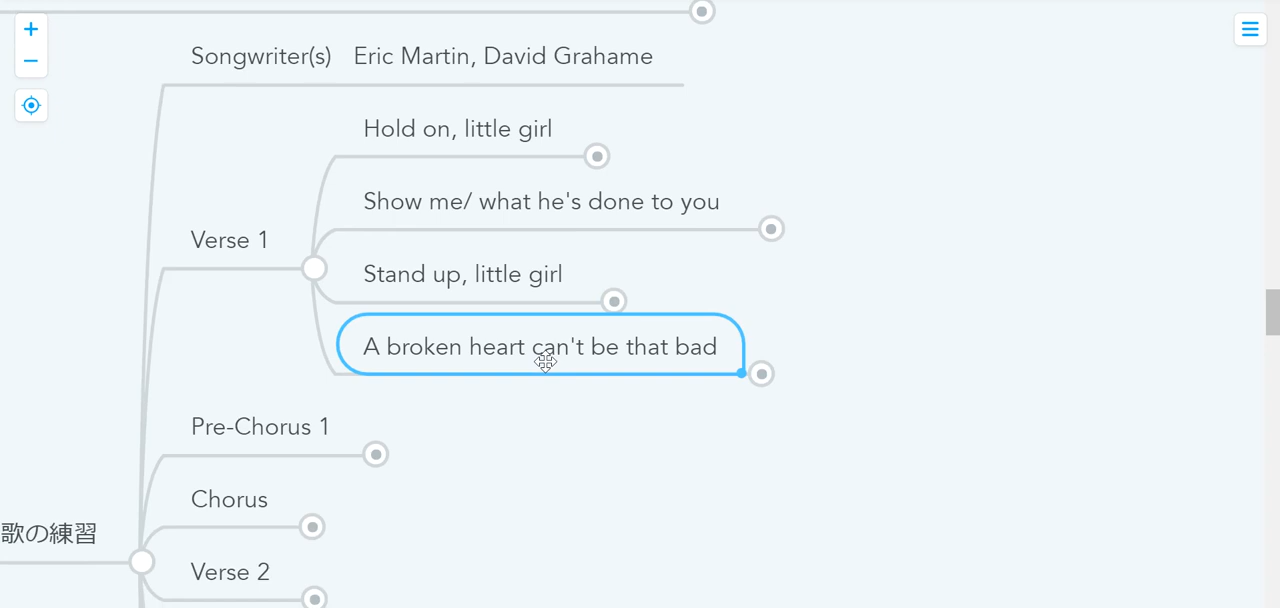 Songwriter(s) Eric Martin, David Grahame
Hold on, little girl
Show me/ what he's done to you
Verse 1
Stand up, little girl
A broken heart can't be that bad
Pre-Chorus 1
Chorus
歌の練習
Verse 2